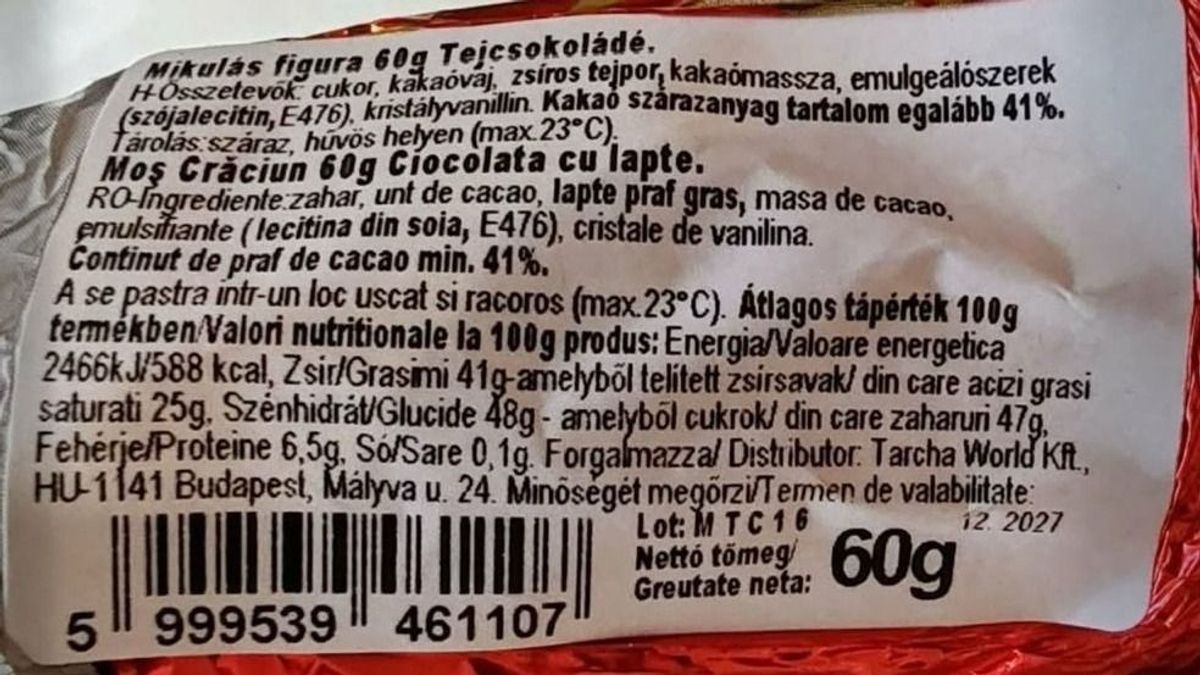 Mikulás figura 60g Tejcsokoládé.
H-Összetevők: cukor, kakaóvaj, zsíros tejpor, kakaómassza, emulgeálószerek
(szójalecitin, E476), kristályvanillin. Kakaó szárazanyag tartalom egalább 41%.
Tárolás: száraz, hűvös helyen (max.23°C).
Moş Crăciun 60g Ciocolata cu lapte.
RO-Ingrediente:zahar, unt de cacao, lapte praf gras, masa de cacao,
emulsifiante (lecitina din soia, E476), cristale de vanilina.
Continut de praf de cacao min. 41%.
A se pastra intr-un loc uscat si racoros (max.23°C). Átlagos tápérték 100g
termékben/Valori nutritionale la 100g produs: Energia/Valoare energetica
2466kJ/588 kcal, Zsír/Grasimi 41g-amelyből telített zsírsavak/ din care acizi grasi
saturati 25g, Szénhidrát/Glucide 48g - amelyből cukrok/ din care zaharuri 47g,
Fehérje/Proteine 6,5g, Só/Sare 0,1g. Forgalmazza/ Distributor: Tarcha World Kft.,
HU-1141 Budapest, Mályva u. 24. Minőségét megőrzi/Termen de valabilitate:
12. 2027
Lot: MTC16
Nettó tömeg/
Greutate neta: 60g
5 999539 461107